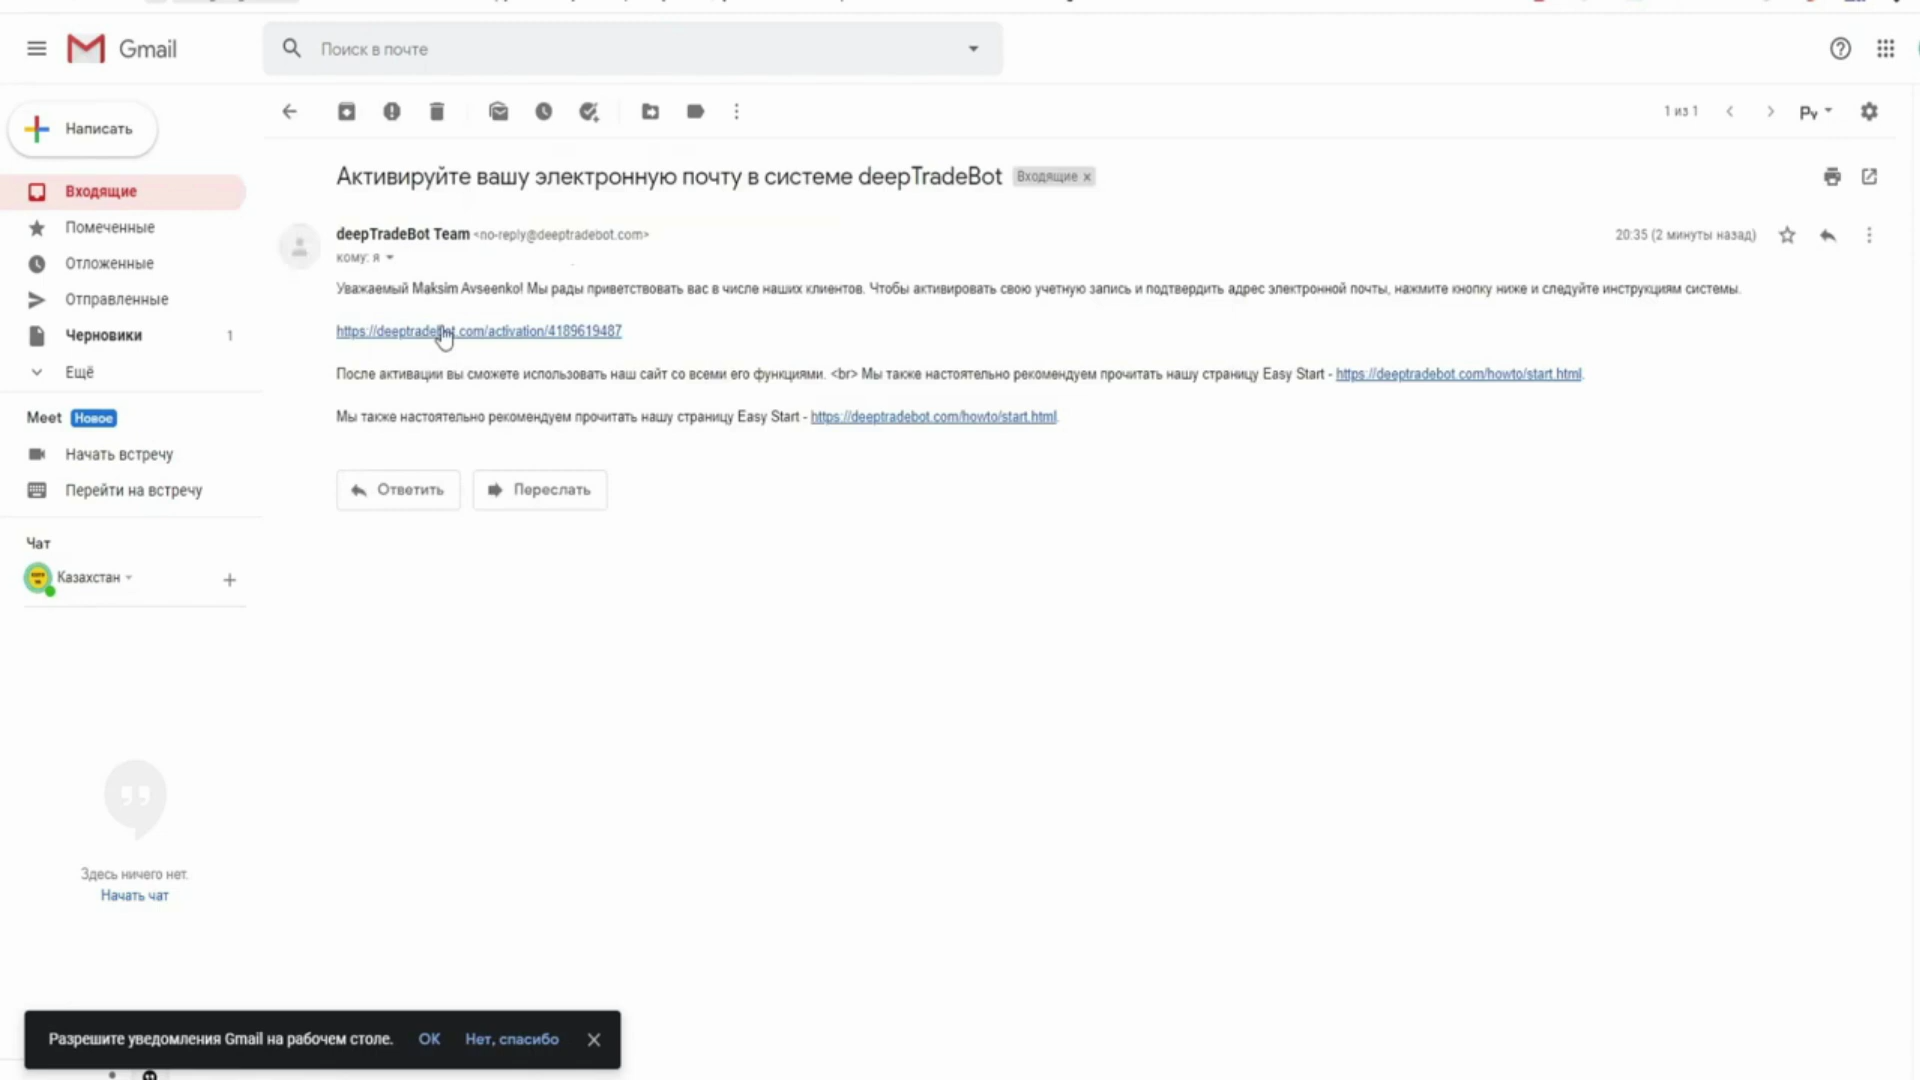 Gmail
Поиск в почте
Написать
1 из 1
Ру
Входящие
Помеченные
Отложенные
Отправленные
Черновики 1
Ещё
Meet Новое
Начать встречу
Перейти на встречу
Чат
Казахстан
Здесь ничего нет.
Начать чат
Активируйте вашу электронную почту в системе deepTradeBot Входящие x
deepTradeBot Team <no-reply@deeptradebot.com> 20:35 (2 минуты назад)
кому: я
Уважаемый Maksim Avseenko! Мы рады приветствовать вас в числе наших клиентов. Чтобы активировать свою учетную запись и подтвердить адрес электронной почты, нажмите кнопку ниже и следуйте инструкциям системы.
https://deeptradebot.com/activation/4189619487
После активации вы сможете использовать наш сайт со всеми его функциями. <br> Мы также настоятельно рекомендуем прочитать нашу страницу Easy Start - https://deeptradebot.com/howto/start.html.
Мы также настоятельно рекомендуем прочитать нашу страницу Easy Start - https://deeptradebot.com/howto/start.html.
Ответить
Переслать
Разрешите уведомления Gmail на рабочем столе. OK Нет, спасибо